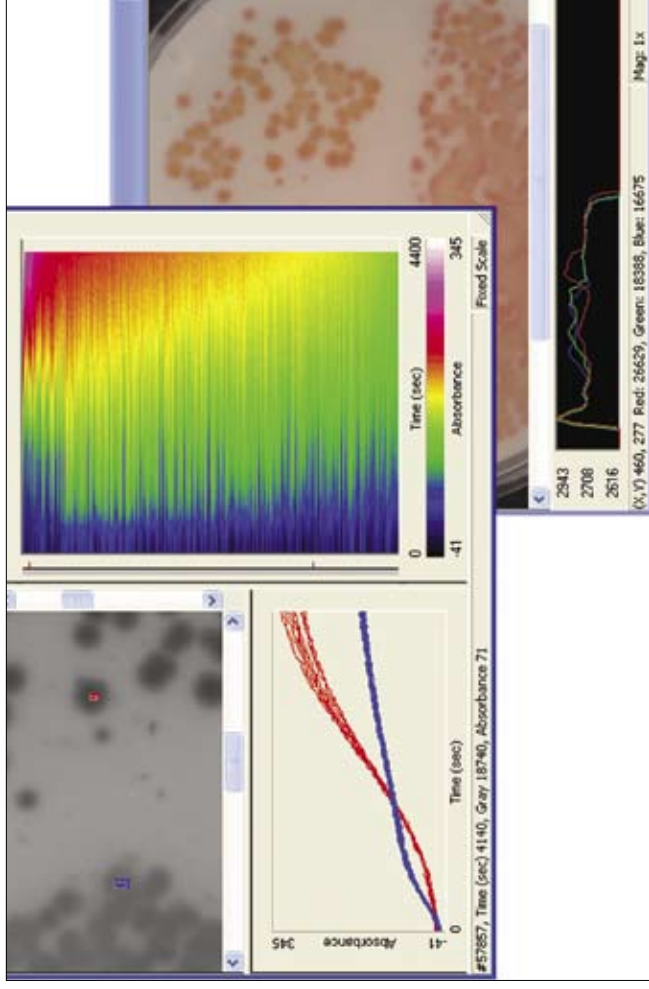 345
Absorbance
-41
0
Time (sec)
#57857, Time (sec) 4140, Gray 18740, Absorbance 71
0
Time (sec)
4400
-41
Absorbance
345
Fixed Scale
2943
2708
2616
(X,Y) 460, 277 Red: 26629, Green: 18388, Blue: 16675
Mag: 1x